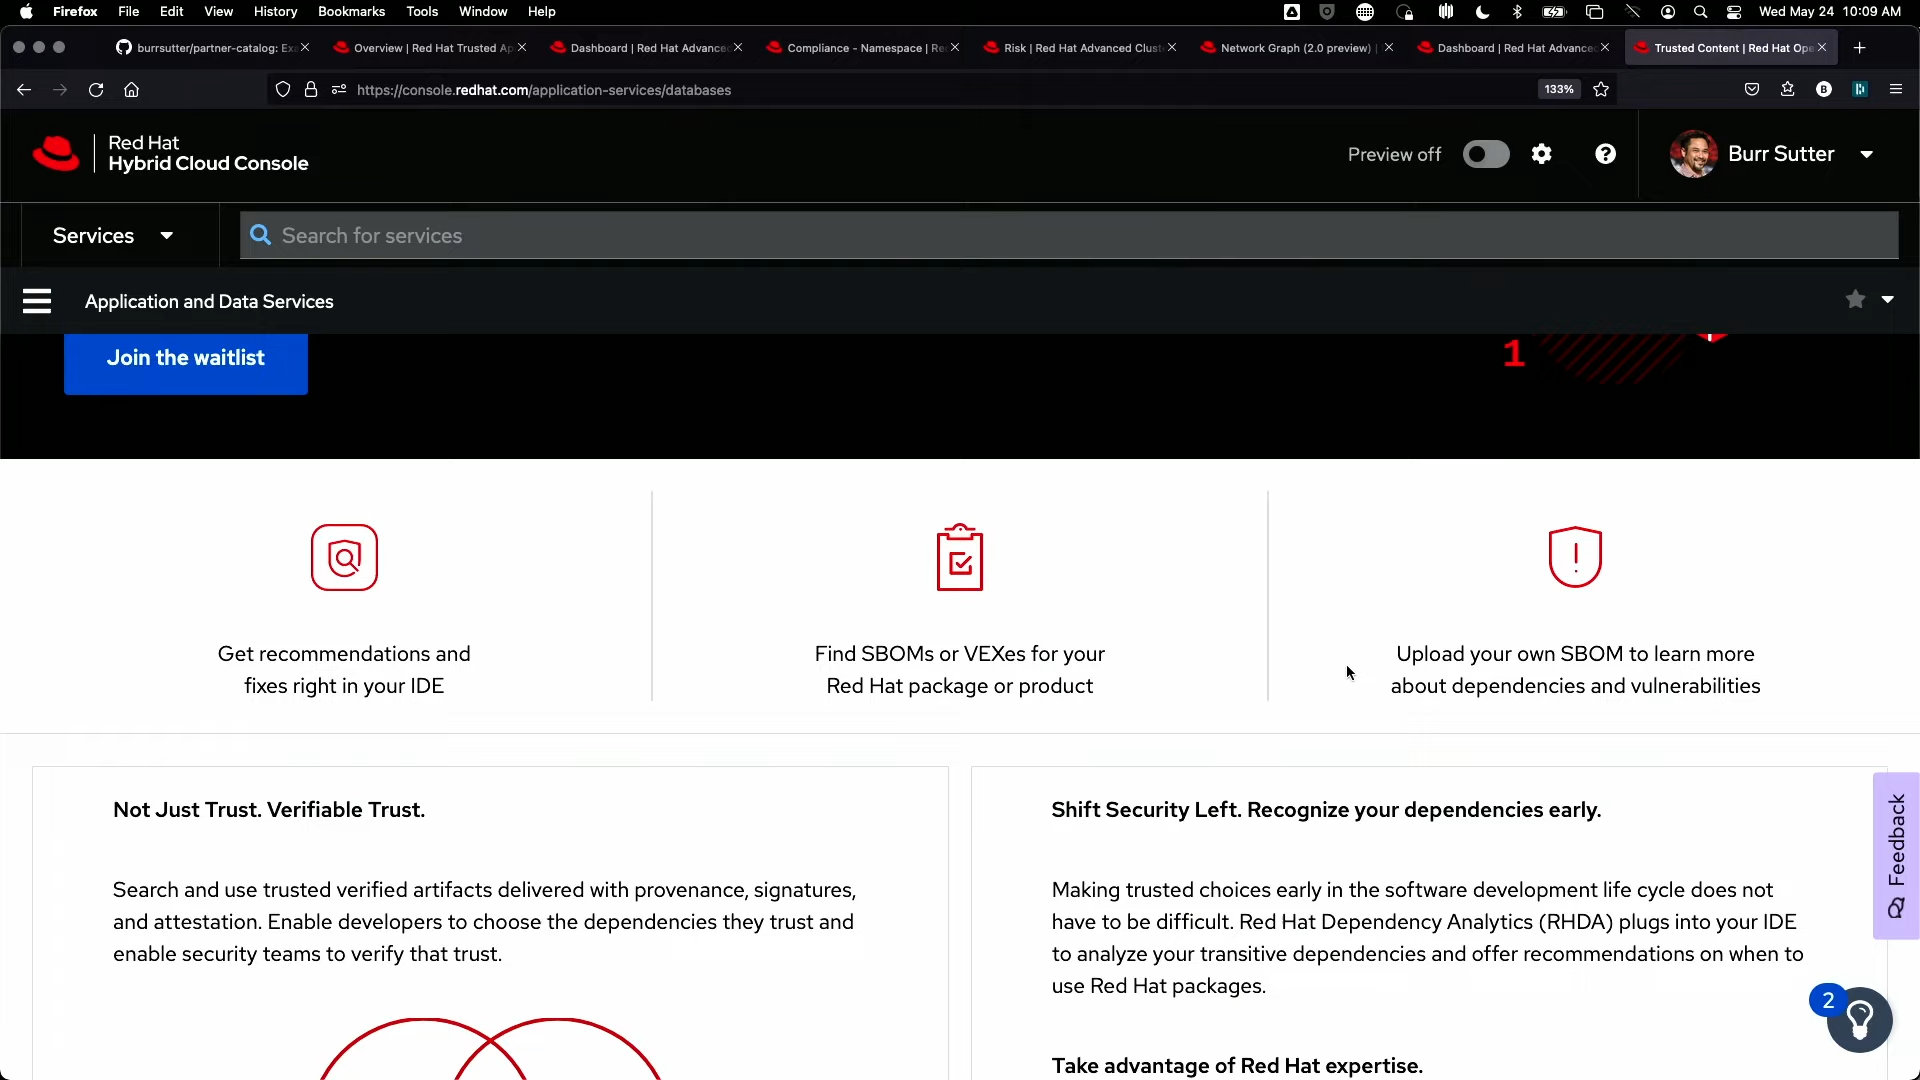 Firefox File Edit View History Bookmarks Tools Window Help
Wed May 24 10:09 AM
burrsutter/partner-catalog: Exa
Overview | Red Hat Trusted Ap
Dashboard | Red Hat Advance
Compliance - Namespace | Re
Risk | Red Hat Advanced Clust
Network Graph (2.0 preview) |
Dashboard | Red Hat Advance
Trusted Content | Red Hat Ope
https://console.redhat.com/application-services/databases
133%
B
Red Hat
Hybrid Cloud Console
Preview off
Burr Sutter
Services
Search for services
Application and Data Services
Join the waitlist
1
Get recommendations and
fixes right in your IDE
Find SBOMs or VEXes for your
Red Hat package or product
Upload your own SBOM to learn more
about dependencies and vulnerabilities
Not Just Trust. Verifiable Trust.
Search and use trusted verified artifacts delivered with provenance, signatures,
and attestation. Enable developers to choose the dependencies they trust and
enable security teams to verify that trust.
Shift Security Left. Recognize your dependencies early.
Making trusted choices early in the software development life cycle does not
have to be difficult. Red Hat Dependency Analytics (RHDA) plugs into your IDE
to analyze your transitive dependencies and offer recommendations on when to
use Red Hat packages.
Take advantage of Red Hat expertise.
Feedback
2